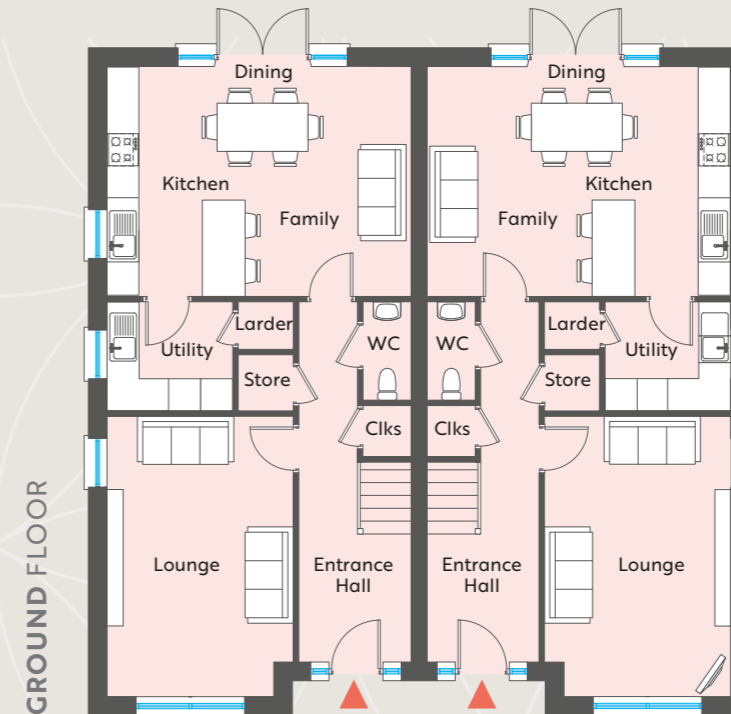 Dining
Kitchen
Family
Larder
Utility
WC
Store
Clks
Lounge
Entrance
Hall
Dining
Kitchen
Family
WC
Larder
Utility
Store
Clks
Entrance
Hall
Lounge
GROUND FLOOR